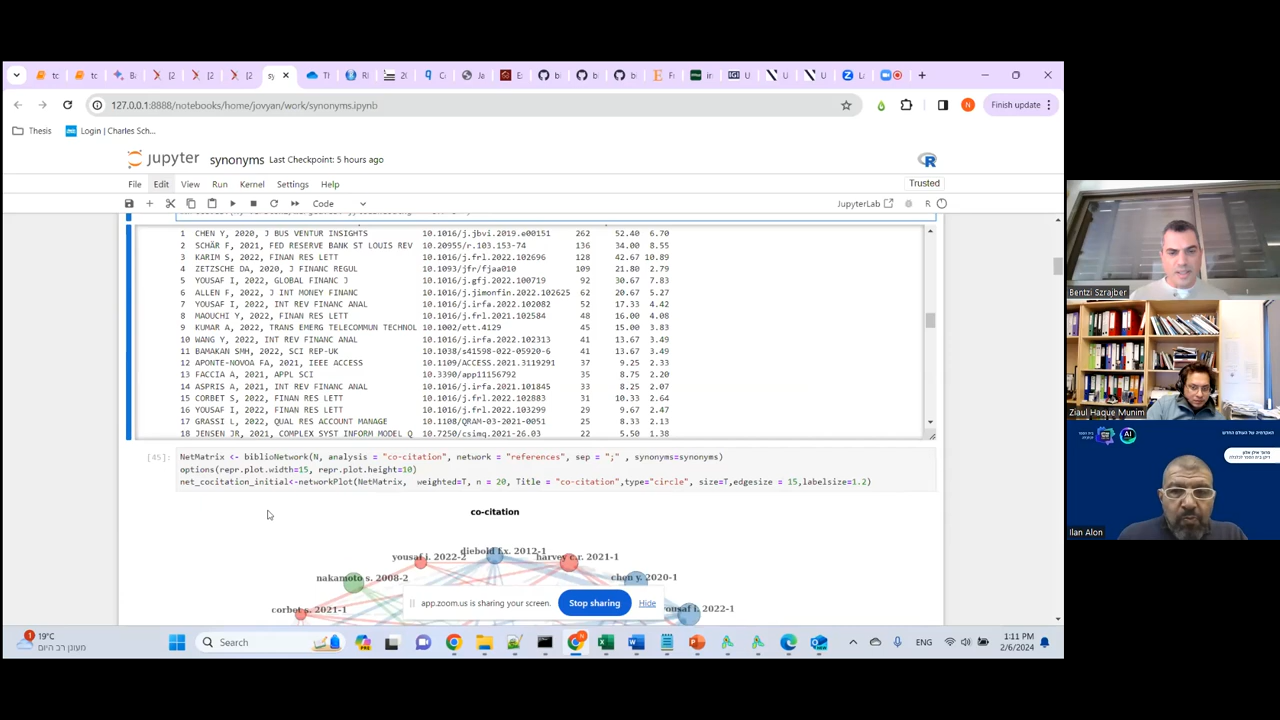 sy
127.0.0.1:8888/notebooks/home/jovyan/work/synonyms.ipynb
Finish update
Thesis
Login | Charles Sch...
jupyter synonyms Last Checkpoint: 5 hours ago
File Edit View Run Kernel Settings Help
Trusted
Code
JupyterLab
R
1 CHEN Y, 2020, J BUS VENTUR INSIGHTS 10.1016/j.jbvi.2019.e00151 262 52.40 6.70
2 SCHÄR F, 2021, FED RESERVE BANK ST LOUIS REV 10.20955/r.103.153-74 136 34.00 8.55
3 KARIM S, 2022, FINAN RES LETT 10.1016/j.frl.2022.102696 128 42.67 10.89
4 ZETZSCHE DA, 2020, J FINANC REGUL 10.1093/jfr/fjaa010 109 21.80 2.79
5 YOUSAF I, 2022, GLOBAL FINANC J 10.1016/j.gfj.2022.100719 92 30.67 7.83
6 ALLEN F, 2022, J INT MONEY FINANC 10.1016/j.jimonfin.2022.102625 62 20.67 5.27
7 YOUSAF I, 2022, INT REV FINANC ANAL 10.1016/j.irfa.2022.102082 52 17.33 4.42
8 MAOUCHI Y, 2022, FINAN RES LETT 10.1016/j.frl.2021.102584 48 16.00 4.08
9 KUMAR A, 2022, TRANS EMERG TELECOMMUN TECHNOL 10.1002/ett.4129 45 15.00 3.83
10 WANG Y, 2022, INT REV FINANC ANAL 10.1016/j.irfa.2022.102313 41 13.67 3.49
11 BAMAKAN SMH, 2022, SCI REP-UK 10.1038/s41598-022-05920-6 41 13.67 3.49
12 APONTE-NOVOA FA, 2021, IEEE ACCESS 10.1109/ACCESS.2021.3119291 37 9.25 2.33
13 FACCIA A, 2021, APPL SCI 10.3390/app11156792 35 8.75 2.20
14 ASPRIS A, 2021, INT REV FINANC ANAL 10.1016/j.irfa.2021.101845 33 8.25 2.07
15 CORBET S, 2022, FINAN RES LETT 10.1016/j.frl.2022.102883 31 10.33 2.64
16 YOUSAF I, 2022, FINAN RES LETT 10.1016/j.frl.2022.103299 29 9.67 2.47
17 GRASSI L, 2022, QUAL RES ACCOUNT MANAGE 10.1108/QRAM-03-2021-0051 25 8.33 2.13
18 JENSEN JR, 2021, COMPLEX SYST INFORM MODEL Q 10.7250/csimq.2021-26.03 22 5.50 1.38
[45]: NetMatrix <- biblioNetwork(N, analysis = "co-citation", network = "references", sep = ";" , synonyms=synonyms)
options(repr.plot.width=15, repr.plot.height=10)
net_cocitation_initial<-networkPlot(NetMatrix, weighted=T, n = 20, Title = "co-citation",type="circle", size=T,edgesize = 15,labelsize=1.2)
co-citation
diebold f.x. 2012-1
yousaf i. 2022-2
harvey c.r. 2021-1
nakamoto s. 2008-2
chen y. 2020-1
corbet s. 2021-1
yousaf i. 2022-1
app.zoom.us is sharing your screen. Stop sharing Hide
19°C
מעונן רב היום
Search
ENG
1:11 PM
2/6/2024
Bentzi Szrajber
Ziaul Haque Munim
AI
Ilan Alon